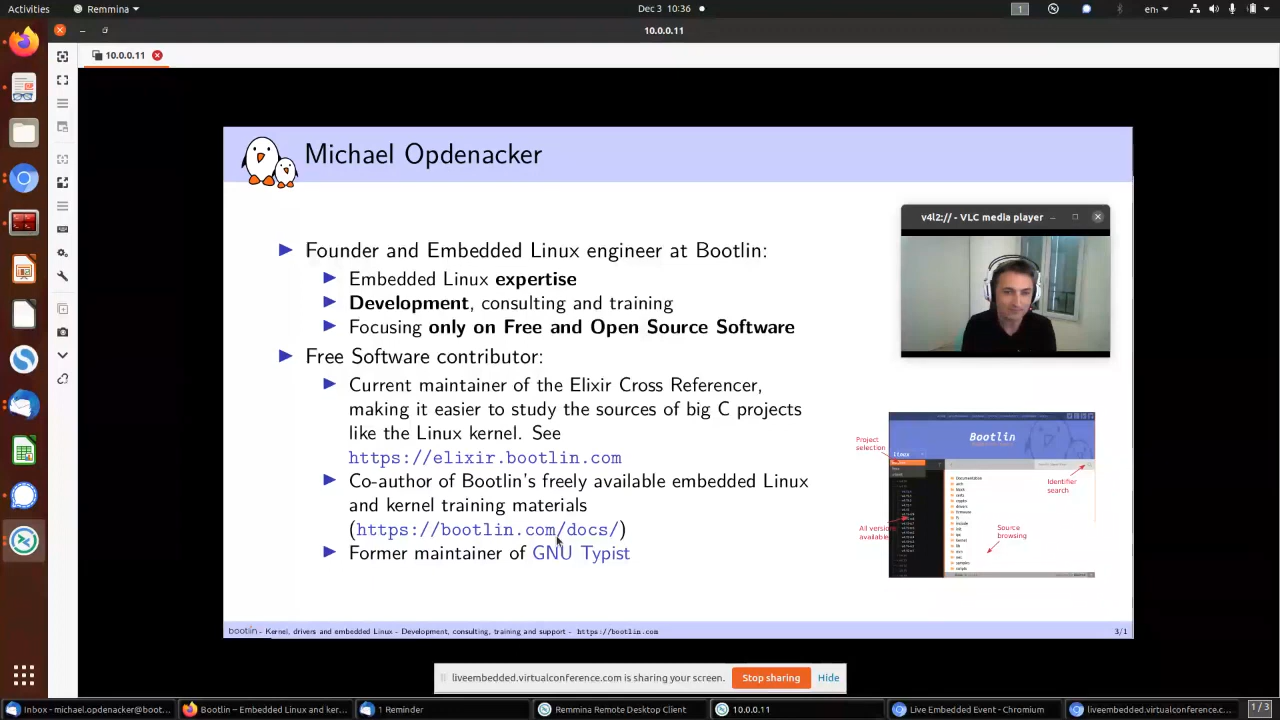 Activities
Remmina
Dec 3 10:36
1
en
10.0.0.11
10.0.0.11
Michael Opdenacker
v4l2:// - VLC media player
Founder and Embedded Linux engineer at Bootlin:
Embedded Linux expertise
Development, consulting and training
Focusing only on Free and Open Source Software
Free Software contributor:
Current maintainer of the Elixir Cross Referencer,
making it easier to study the sources of big C projects
like the Linux kernel. See
https://elixir.bootlin.com
Co-author of Bootlin's freely available embedded Linux
and kernel training materials
(https://bootlin.com/docs/)
Former maintainer of GNU Typist
Project
selection
Bootlin
linux
Identifier
search
All versions
available
Source
browsing
Documentation
bootlin - Kernel, drivers and embedded Linux - Development, consulting, training and support - https://bootlin.com
3/1
liveembedded.virtualconference.com is sharing your screen.
Stop sharing
Hide
Inbox - michael.opdenacker@boot...
Bootlin – Embedded Linux and ker...
1 Reminder
Remmina Remote Desktop Client
10.0.0.11
Live Embedded Event - Chromium
liveembedded.virtualconference.c...
1 / 3